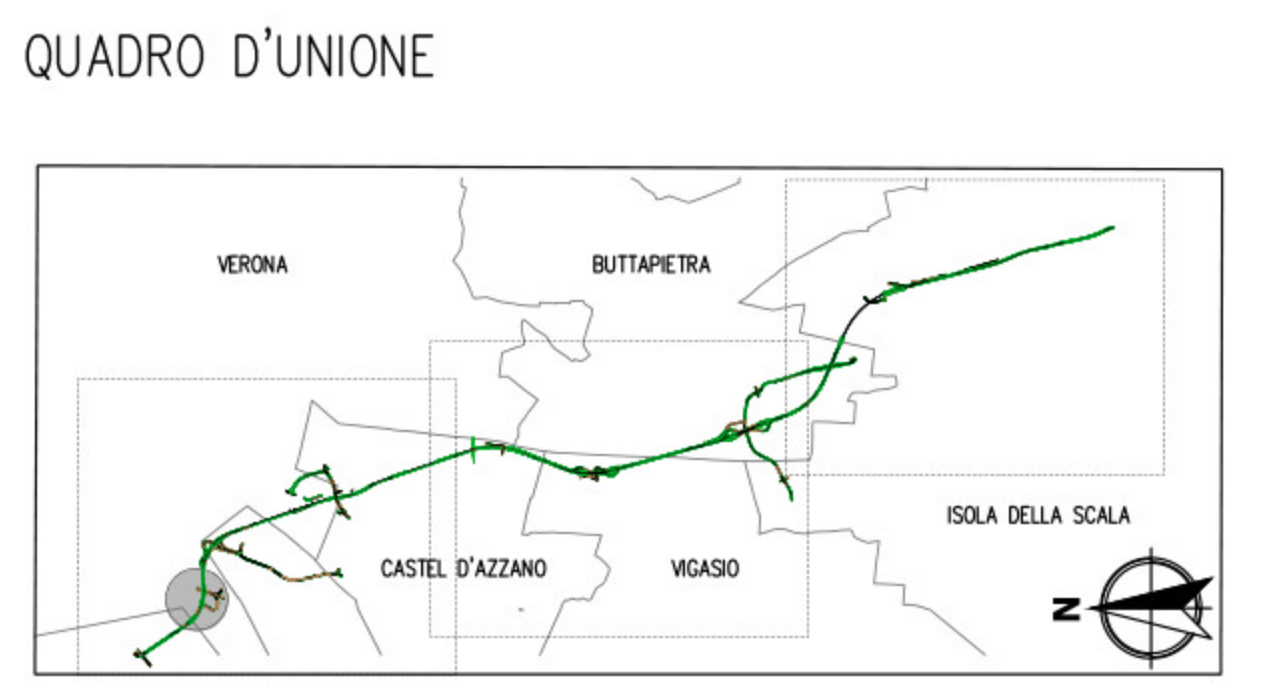 QUADRO D'UNIONE
VERONA
BUTTAPIETRA
ISOLA DELLA SCALA
CASTEL D'AZZANO
VIGASIO
N